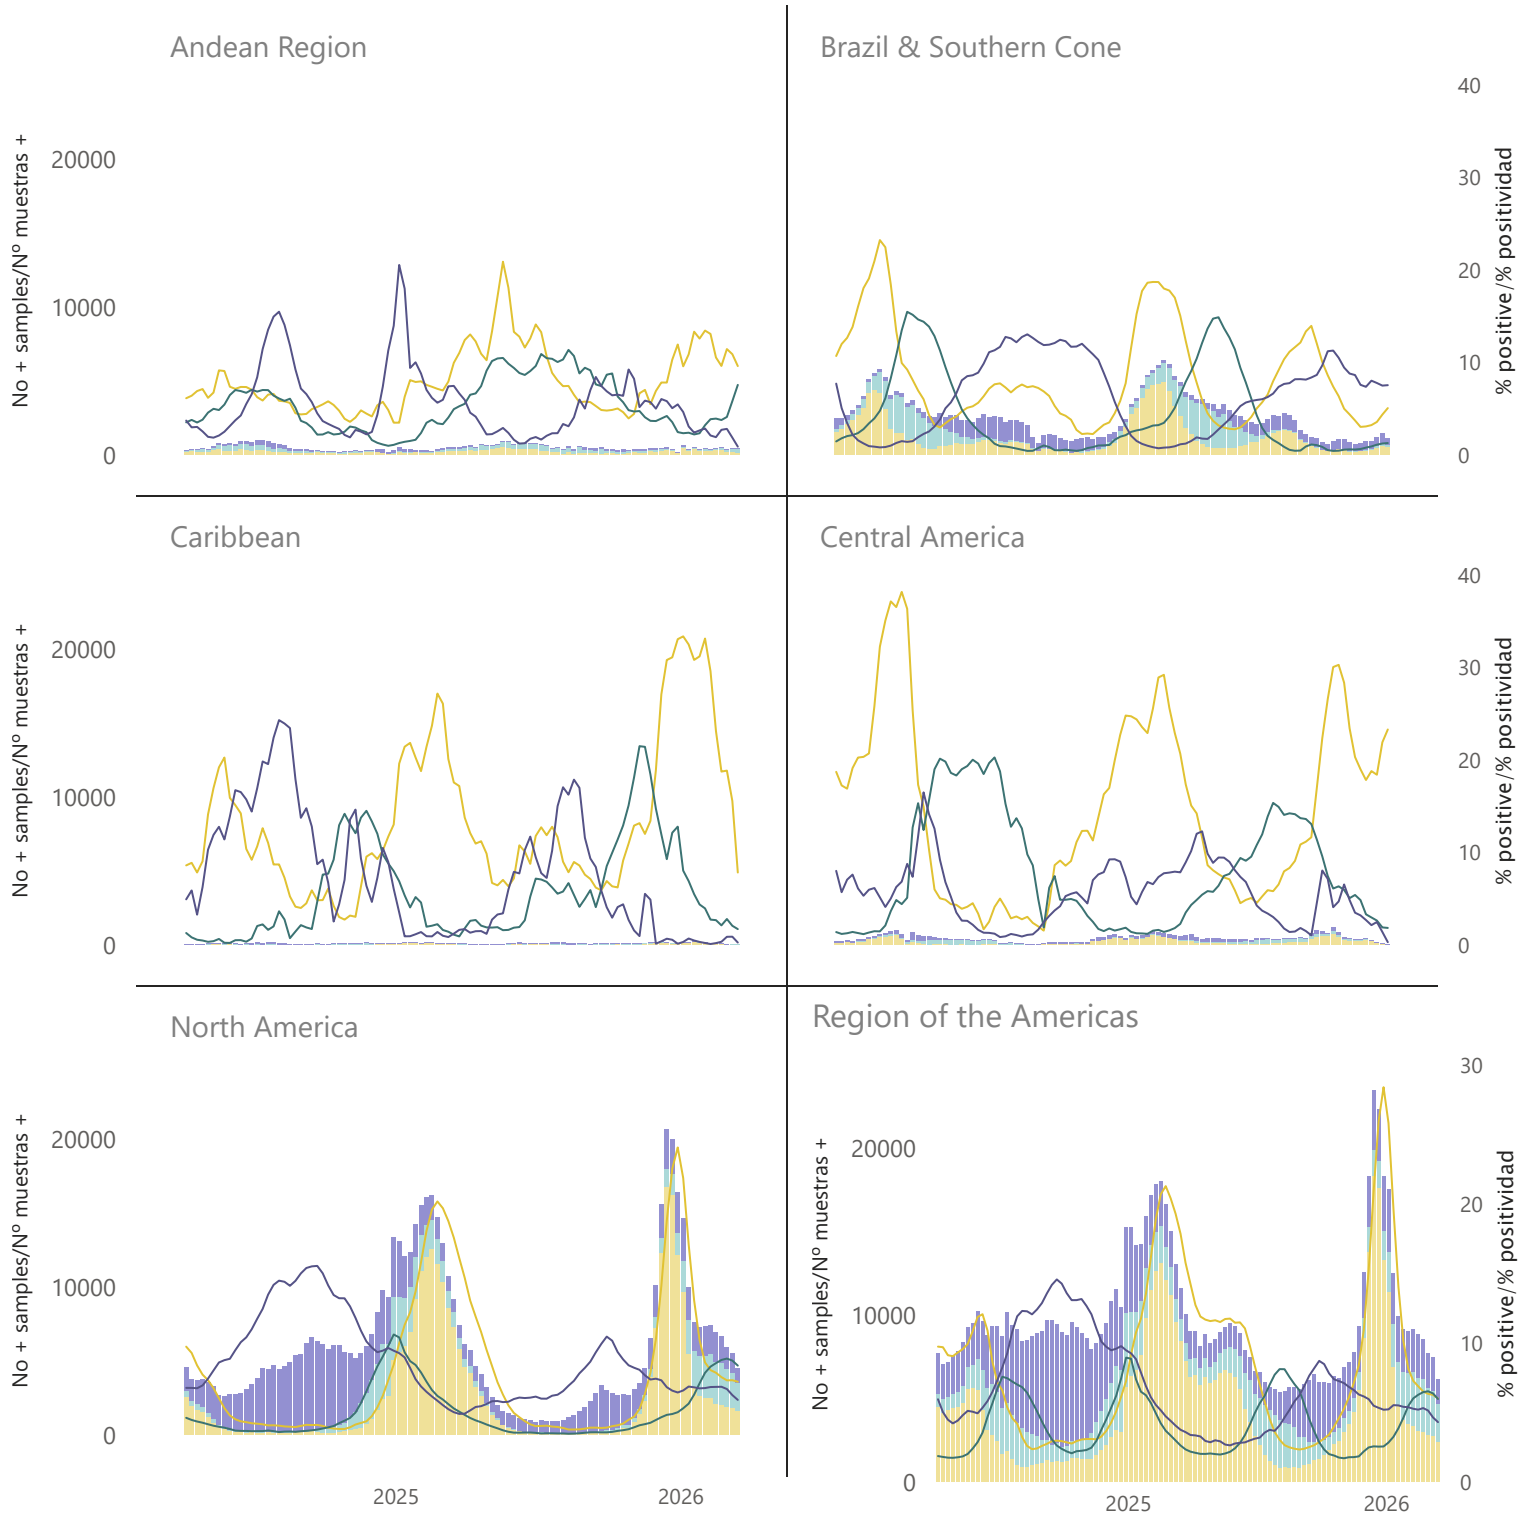 Andean Region
Brazil & Southern Cone
No + samples/Nº muestras +
20000
10000
0
40
30
20
10
0
% positive/% positividad
Caribbean
Central America
No + samples/Nº muestras +
20000
10000
0
40
30
20
10
0
% positive/% positividad
North America
Region of the Americas
No + samples/Nº muestras +
20000
10000
0
2025
2026
No + samples/Nº muestras +
20000
10000
0
30
20
10
0
% positive/% positividad
2025
2026